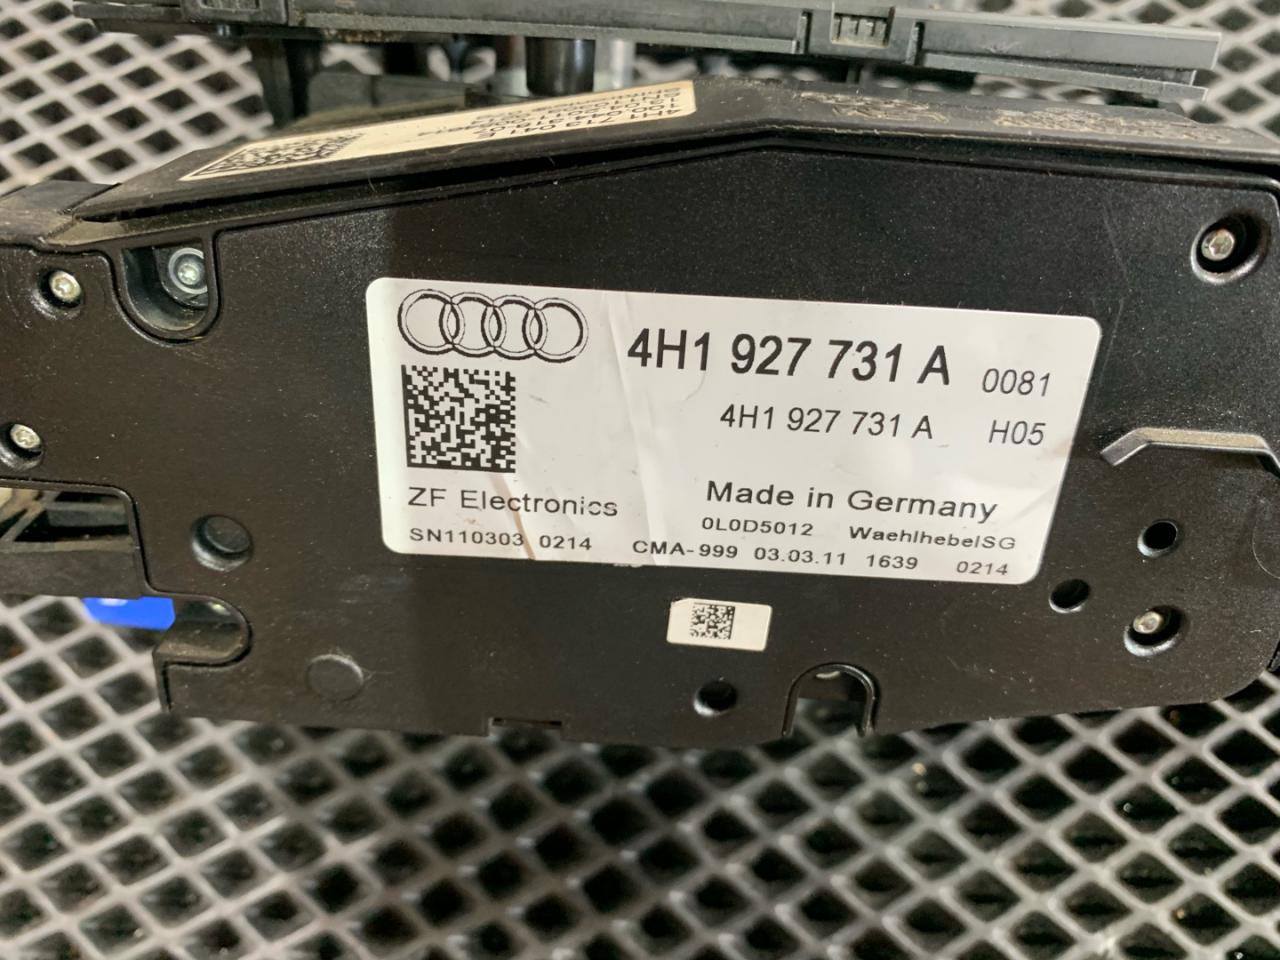 4H1 927 731 A 0081
4H1 927 731 A H05
ZF Electronics Made in Germany
0L0D5012 WaehlhebelSG
SN110303 0214 CMA-999 03.03.11 1639 0214